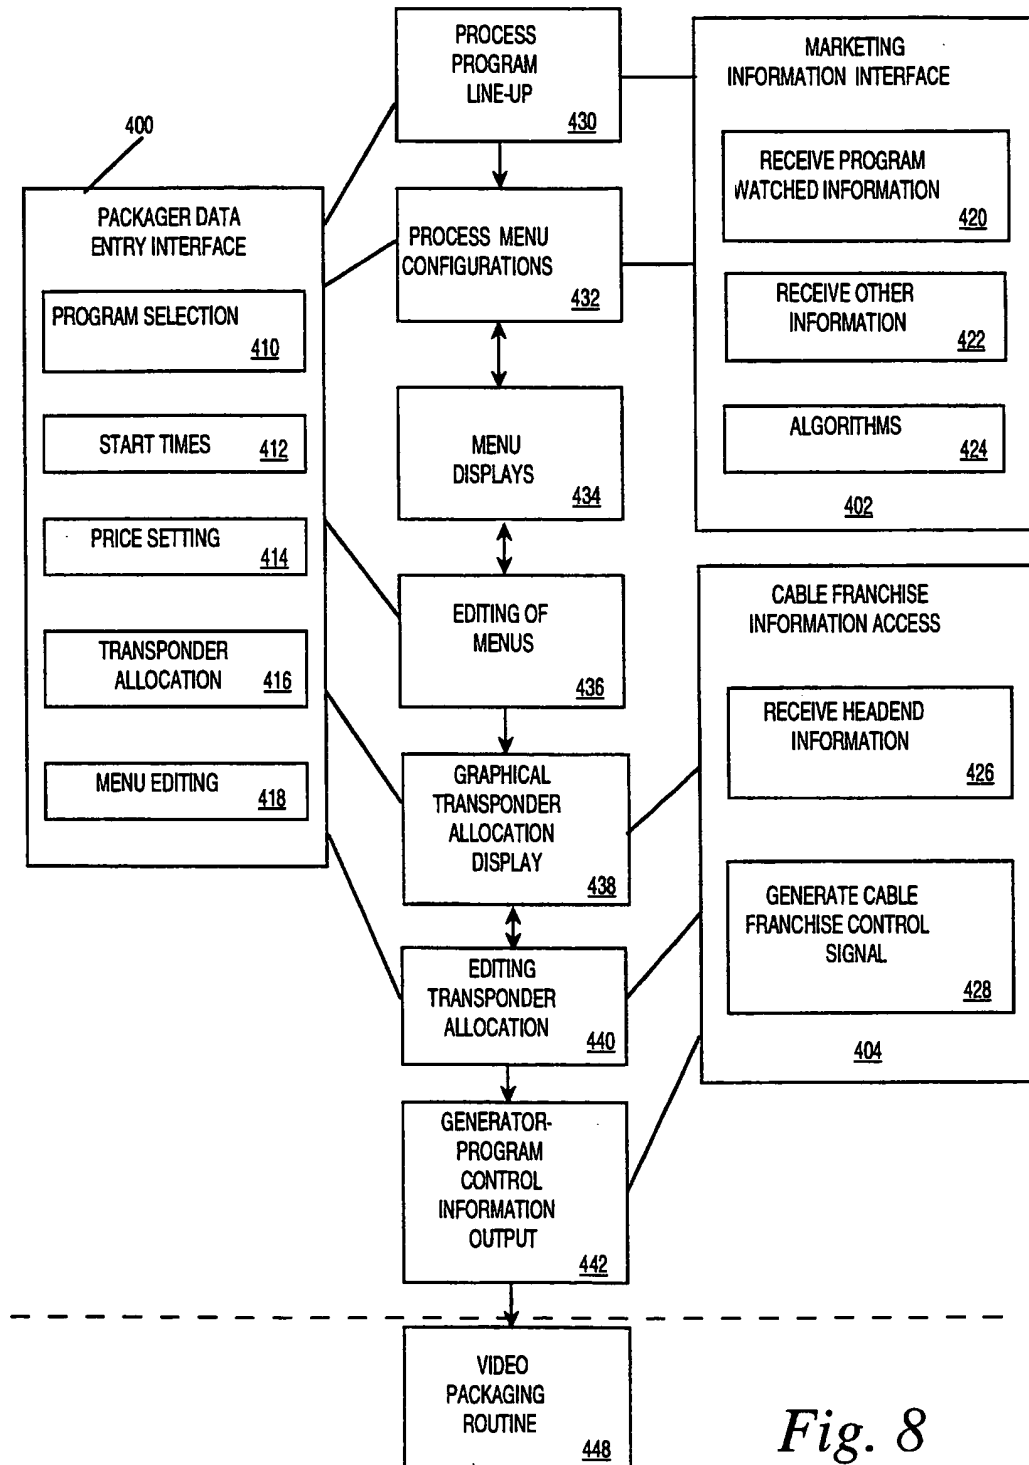 400
PACKAGER DATA
ENTRY INTERFACE
PROGRAM SELECTION
410
START TIMES
412
PRICE SETTING
414
TRANSPONDER
ALLOCATION
416
MENU EDITING
418
PROCESS
PROGRAM
LINE-UP
430
PROCESS MENU
CONFIGURATIONS
432
MENU
DISPLAYS
434
EDITING OF
MENUS
436
GRAPHICAL
TRANSPONDER
ALLOCATION
DISPLAY
438
EDITING
TRANSPONDER
ALLOCATION
440
GENERATOR-
PROGRAM
CONTROL
INFORMATION
OUTPUT
442
VIDEO
PACKAGING
ROUTINE
448
MARKETING
INFORMATION INTERFACE
RECEIVE PROGRAM
WATCHED INFORMATION
420
RECEIVE OTHER
INFORMATION
422
ALGORITHMS
424
402
CABLE FRANCHISE
INFORMATION ACCESS
RECEIVE HEADEND
INFORMATION
426
GENERATE CABLE
FRANCHISE CONTROL
SIGNAL
428
404
Fig. 8